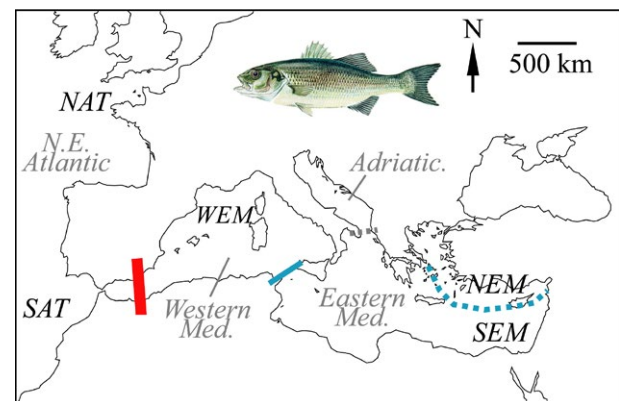 N
500 km
NAT
N.E.
Atlantic
Adriatic.
WEM
SAT
Western
Med.
Eastern
Med.
NEM
SEM